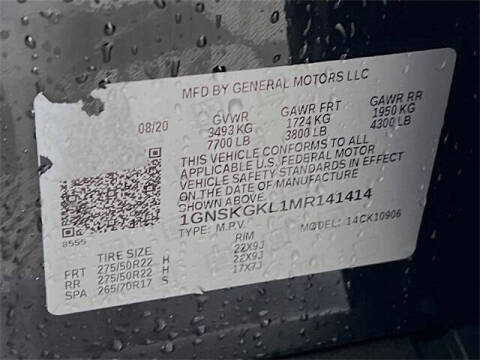 MFD BY GENERAL MOTORS LLC
08/20 GVWR GAWR FRT GAWR RR
3493 KG 1724 KG 1950 KG
7700 LB 3800 LB 4300 LB
THIS VEHICLE CONFORMS TO ALL
APPLICABLE U.S. FEDERAL MOTOR
VEHICLE SAFETY STANDARDS IN EFFECT
ON THE DATE OF MANUFACTURE SHOWN ABOVE.
1GNSKGKL1MR141414
8555 TYPE: M.P.V. MODEL: 14CK10906
TIRE SIZE RIM
FRT 275/50R22 H 22X9J
RR 275/50R22 H 22X9J
SPA 265/70R17 S 17X7J